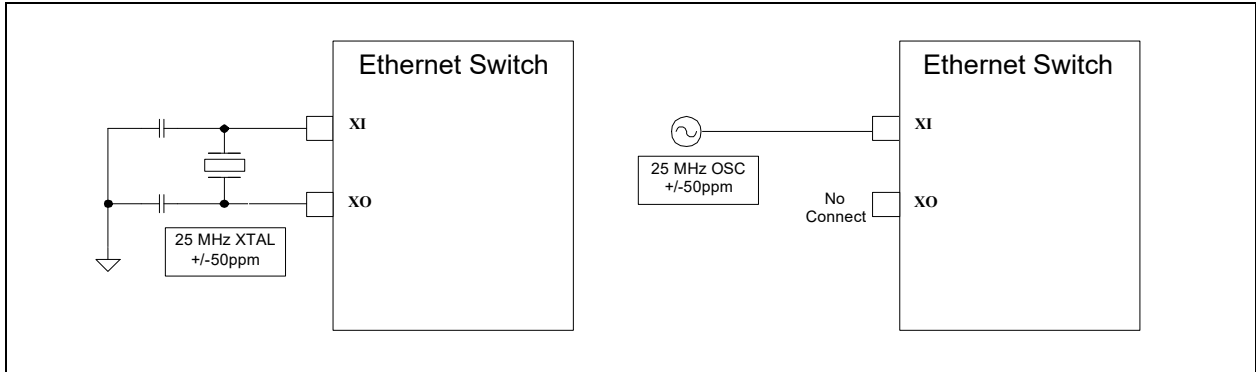 Ethernet Switch
XI
XO
25 MHz XTAL
+/-50ppm
Ethernet Switch
XI
25 MHz OSC
+/-50ppm
No
Connect
XO